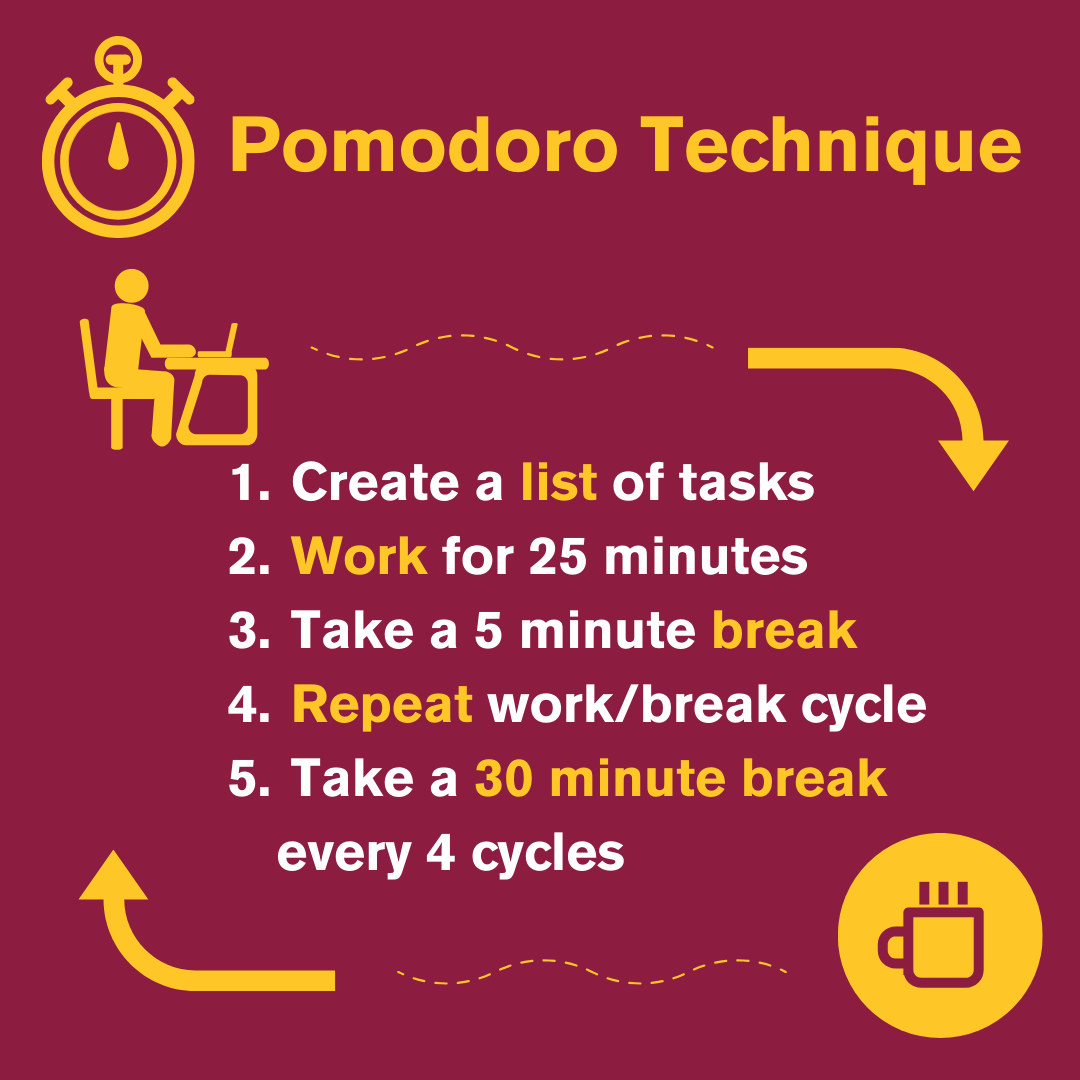 Pomodoro Technique
1. Create a list of tasks
2. Work for 25 minutes
3. Take a 5 minute break
4. Repeat work/break cycle
5. Take a 30 minute break
every 4 cycles